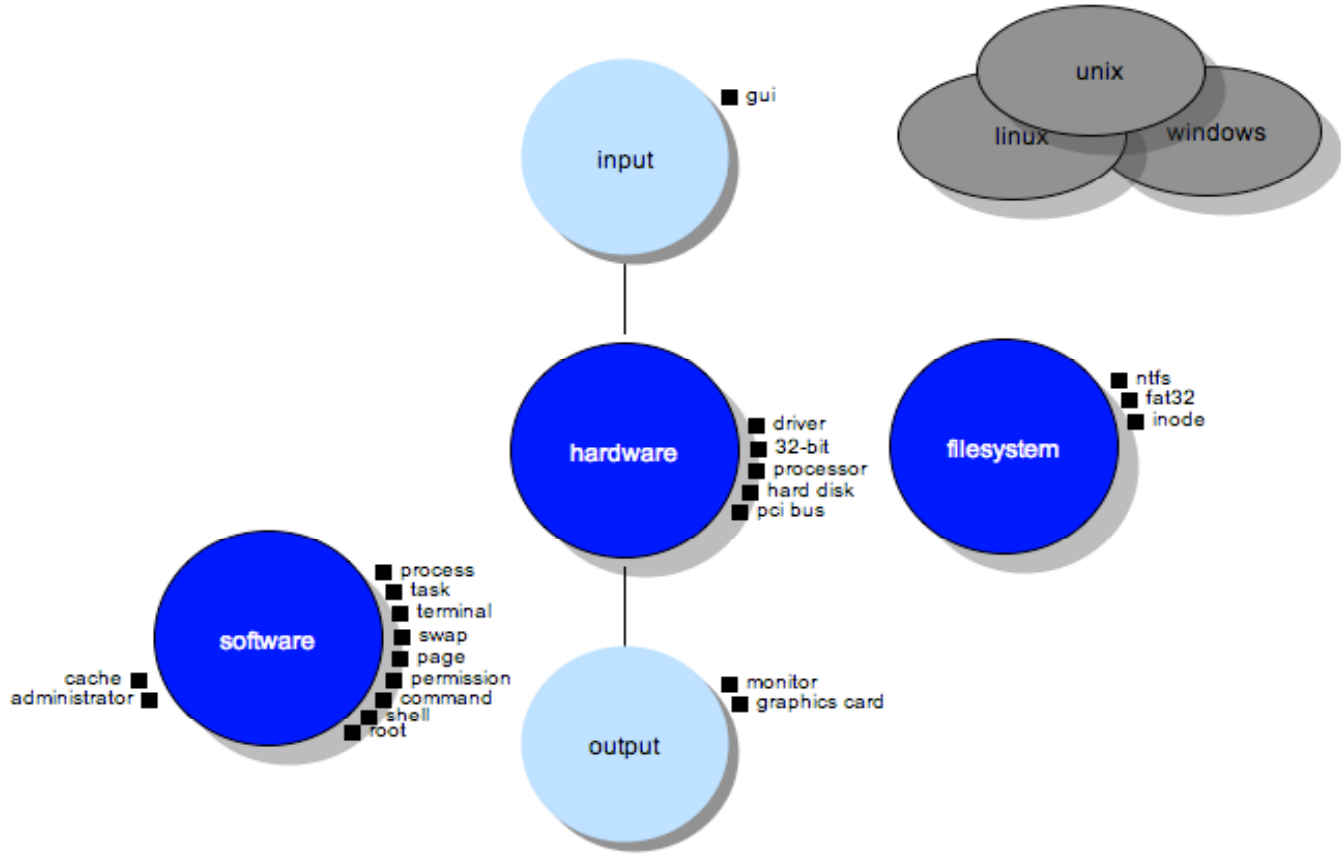 unix
linux
windows
input
gui
hardware
driver
32-bit
processor
hard disk
pci bus
filesystem
ntfs
fat32
inode
software
process
task
terminal
swap
page
permission
command
shell
root
cache
administrator
output
monitor
graphics card